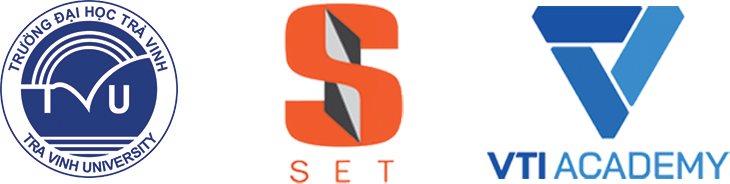 TRƯỜNG ĐẠI HỌC TRÀ VINH
TVU
TRA VINH UNIVERSITY
S
SET
VTI ACADEMY